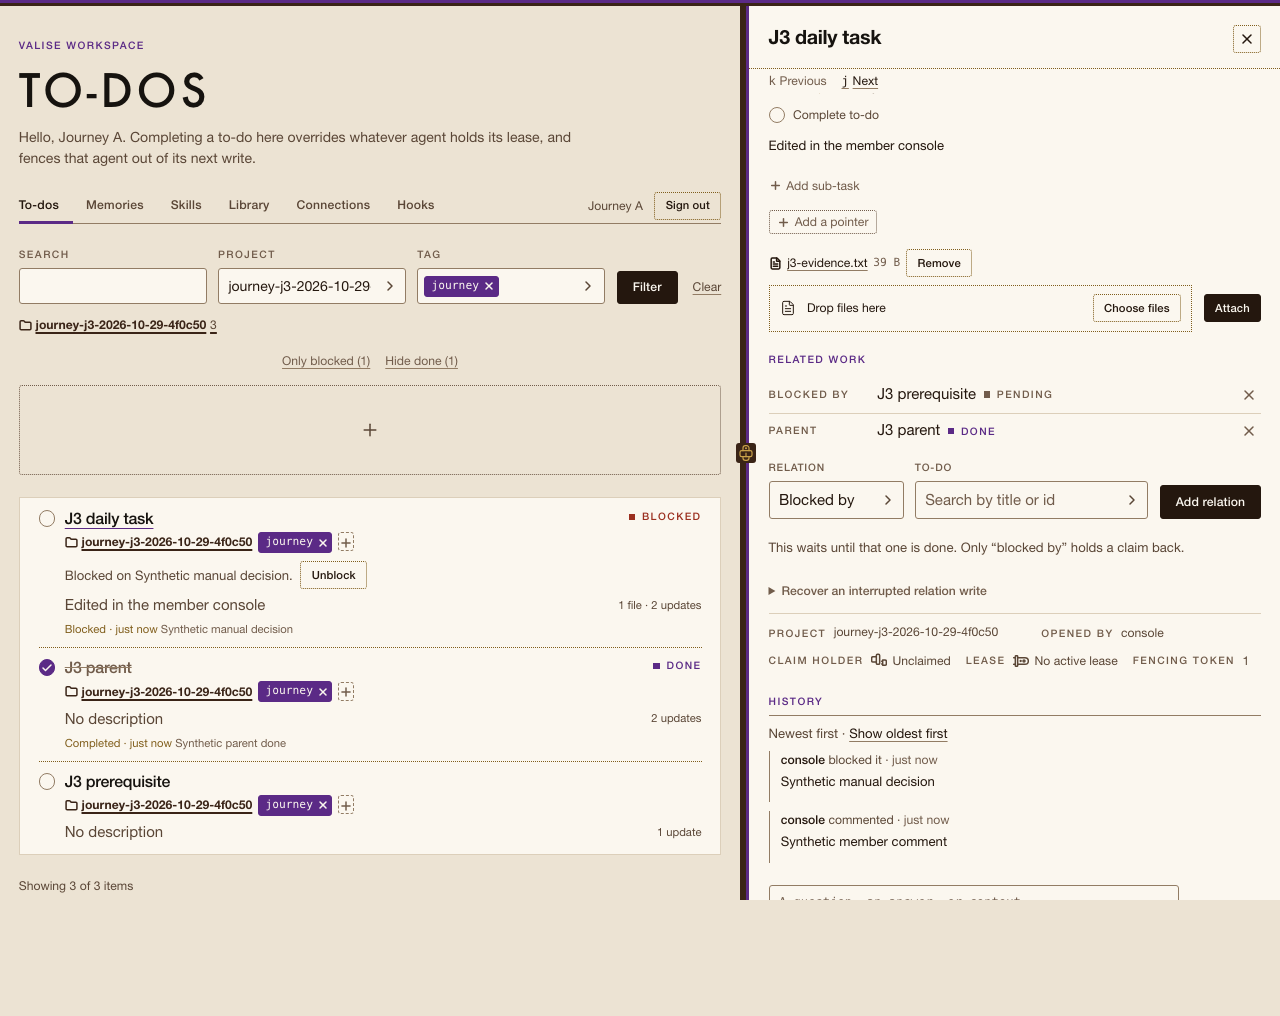 VALISE WORKSPACE
TO-DOS
Hello, Journey A. Completing a to-do here overrides whatever agent holds its lease, and
fences that agent out of its next write.
To-dos Memories Skills Library Connections Hooks Journey A Sign out
SEARCH PROJECT TAG
journey-j3-2026-10-29 journey Filter Clear
journey-j3-2026-10-29-4f0c50 3
Only blocked (1) Hide done (1)
J3 daily task BLOCKED
journey-j3-2026-10-29-4f0c50 journey
Blocked on Synthetic manual decision. Unblock
Edited in the member console 1 file · 2 updates
Blocked · just now Synthetic manual decision
J3 parent DONE
journey-j3-2026-10-29-4f0c50 journey
No description 2 updates
Completed · just now Synthetic parent done
J3 prerequisite
journey-j3-2026-10-29-4f0c50 journey
No description 1 update
Showing 3 of 3 items
J3 daily task
k Previous j Next
Complete to-do
Edited in the member console
Add sub-task
Add a pointer
j3-evidence.txt 39 B Remove
Drop files here Choose files Attach
RELATED WORK
BLOCKED BY J3 prerequisite PENDING
PARENT J3 parent DONE
RELATION TO-DO
Blocked by Search by title or id Add relation
This waits until that one is done. Only “blocked by” holds a claim back.
Recover an interrupted relation write
PROJECT journey-j3-2026-10-29-4f0c50 OPENED BY console
CLAIM HOLDER Unclaimed LEASE No active lease FENCING TOKEN 1
HISTORY
Newest first · Show oldest first
console blocked it · just now
Synthetic manual decision
console commented · just now
Synthetic member comment